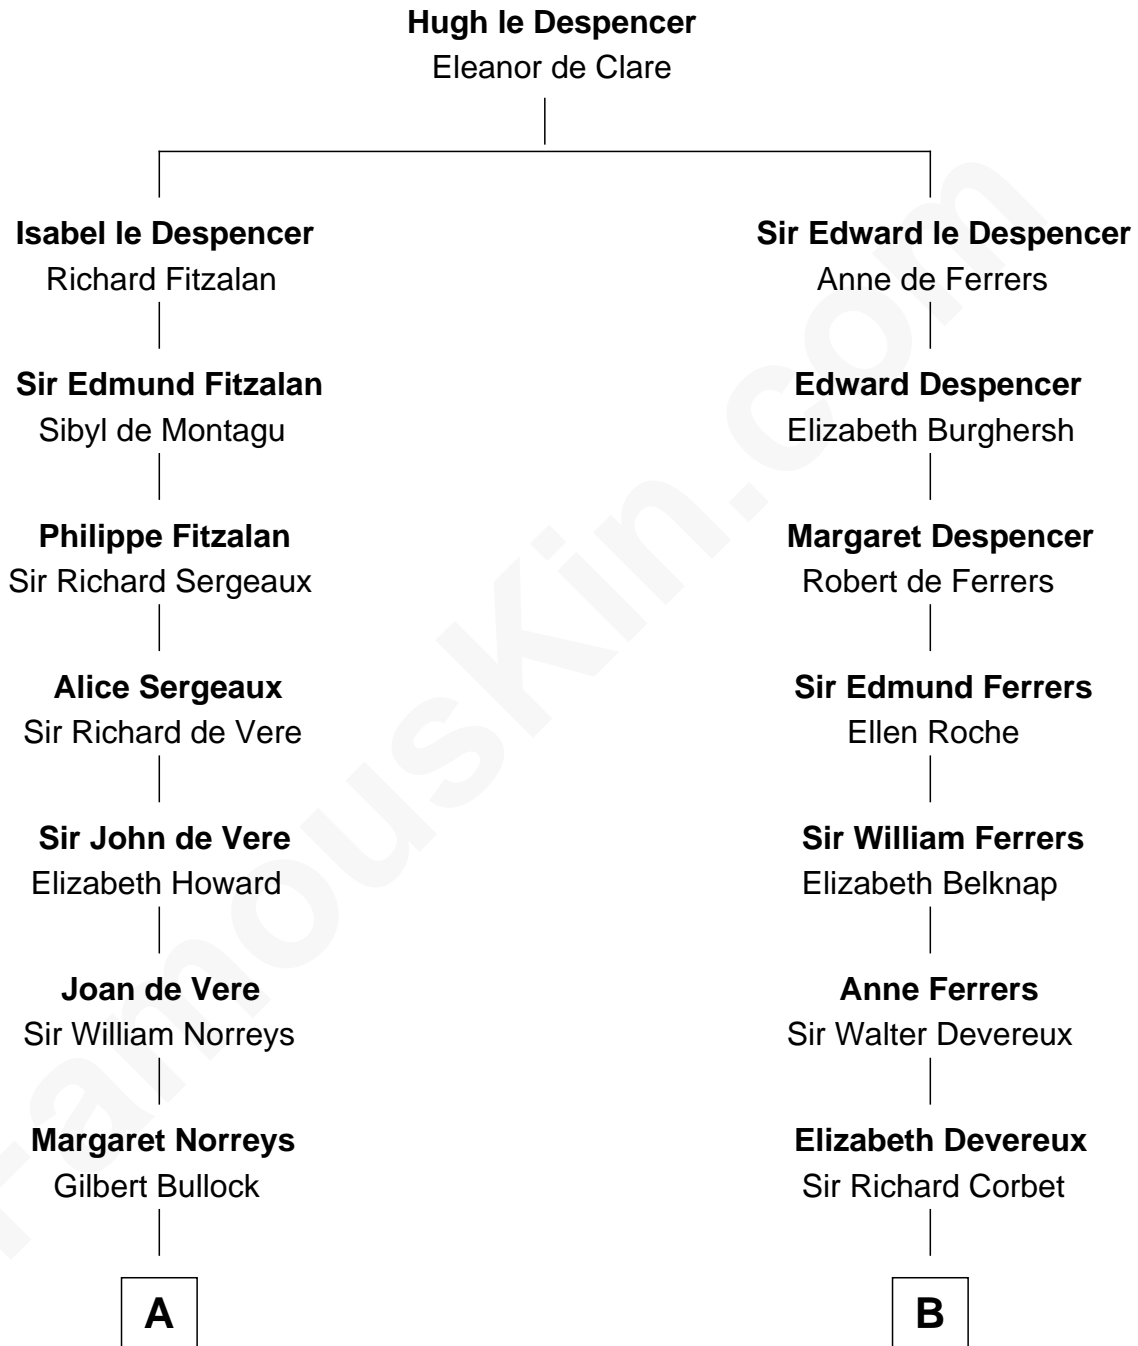 Hugh le Despencer
Eleanor de Clare
Isabel le Despencer
Richard Fitzalan
Sir Edward le Despencer
Anne de Ferrers
Sir Edmund Fitzalan
Sibyl de Montagu
Edward Despencer
Elizabeth Burghersh
Philippe Fitzalan
Sir Richard Sergeaux
Margaret Despencer
Robert de Ferrers
Alice Sergeaux
Sir Richard de Vere
Sir Edmund Ferrers
Ellen Roche
Sir John de Vere
Elizabeth Howard
Sir William Ferrers
Elizabeth Belknap
Joan de Vere
Sir William Norreys
Anne Ferrers
Sir Walter Devereux
Margaret Norreys
Gilbert Bullock
Elizabeth Devereux
Sir Richard Corbet
A
B
FamousKin.com